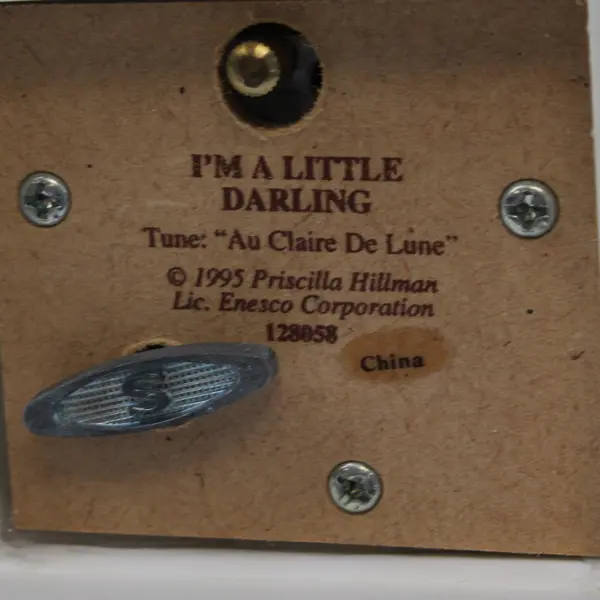 I'M A LITTLE
DARLING
Tune: "Au Claire De Lune"
© 1995 Priscilla Hillman
Lic. Enesco Corporation
128058
China
S